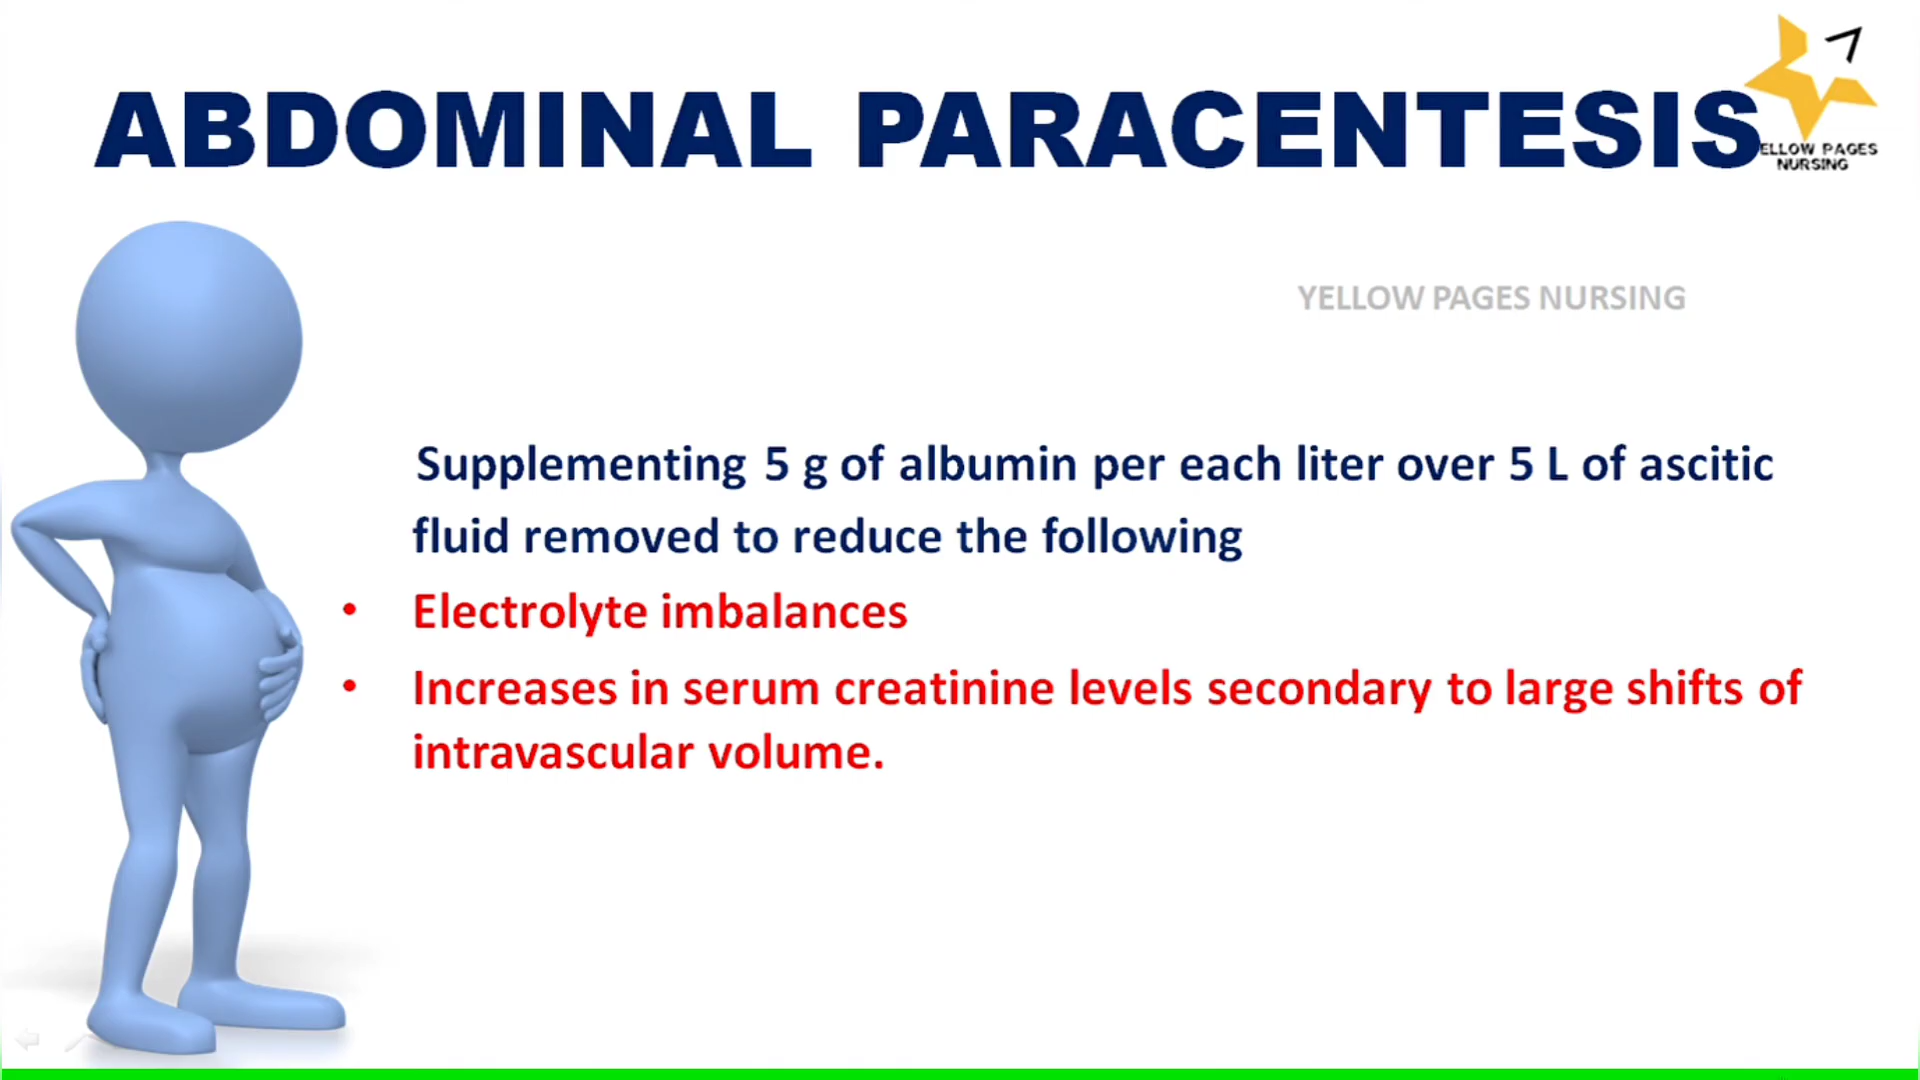 ABDOMINAL PARACENTESIS
ELLOW PAGES
NURSING
YELLOW PAGES NURSING
Supplementing 5 g of albumin per each liter over 5 L of ascitic
fluid removed to reduce the following
• Electrolyte imbalances
• Increases in serum creatinine levels secondary to large shifts of
intravascular volume.